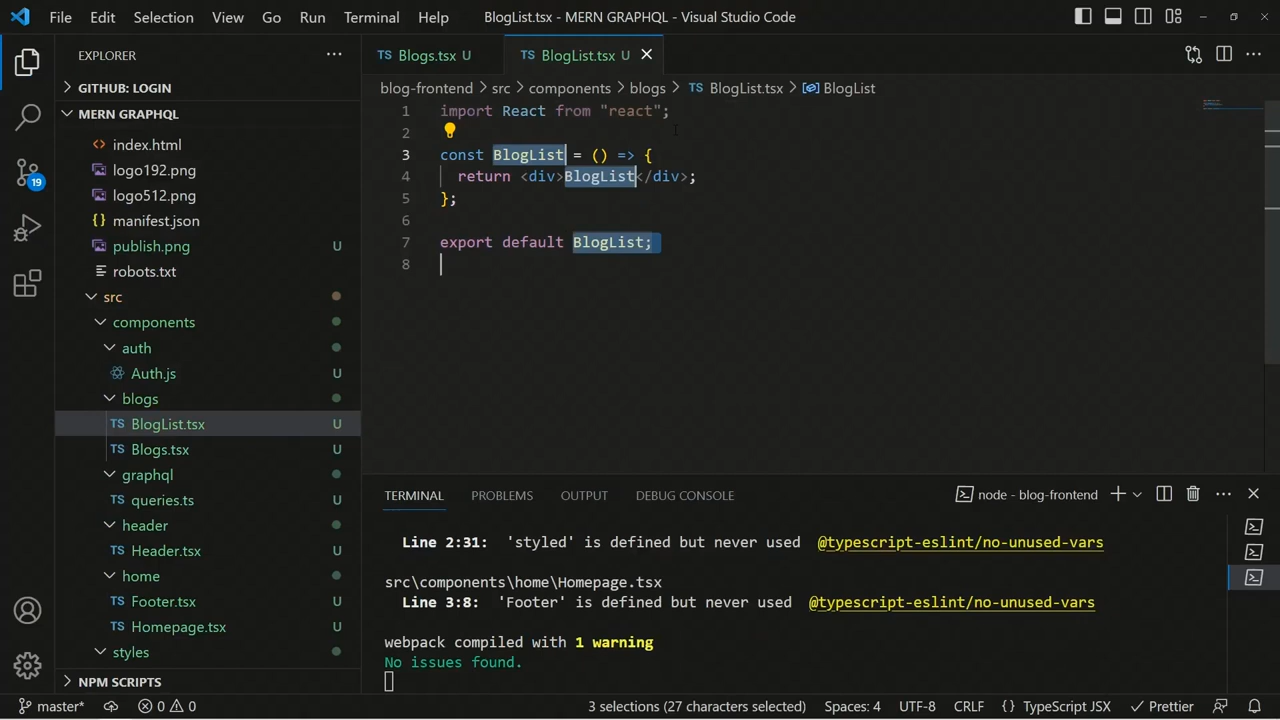 File Edit Selection View Go Run Terminal Help BlogList.tsx - MERN GRAPHQL - Visual Studio Code
EXPLORER
GITHUB: LOGIN
MERN GRAPHQL
index.html
logo192.png
logo512.png
{} manifest.json
publish.png U
robots.txt
src
components
auth
Auth.js U
blogs
TS BlogList.tsx U
TS Blogs.tsx U
graphql
TS queries.ts U
header
TS Header.tsx U
home
TS Footer.tsx U
TS Homepage.tsx U
styles
NPM SCRIPTS
19
TS Blogs.tsx U
TS BlogList.tsx U
blog-frontend > src > components > blogs > TS BlogList.tsx > BlogList
1 import React from "react";
2
3 const BlogList = () => {
4 return <div>BlogList</div>;
5 };
6
7 export default BlogList;
8
TERMINAL PROBLEMS OUTPUT DEBUG CONSOLE node - blog-frontend
Line 2:31: 'styled' is defined but never used @typescript-eslint/no-unused-vars
src\components\home\Homepage.tsx
Line 3:8: 'Footer' is defined but never used @typescript-eslint/no-unused-vars
webpack compiled with 1 warning
No issues found.
master* 0 0 3 selections (27 characters selected) Spaces: 4 UTF-8 CRLF {} TypeScript JSX Prettier